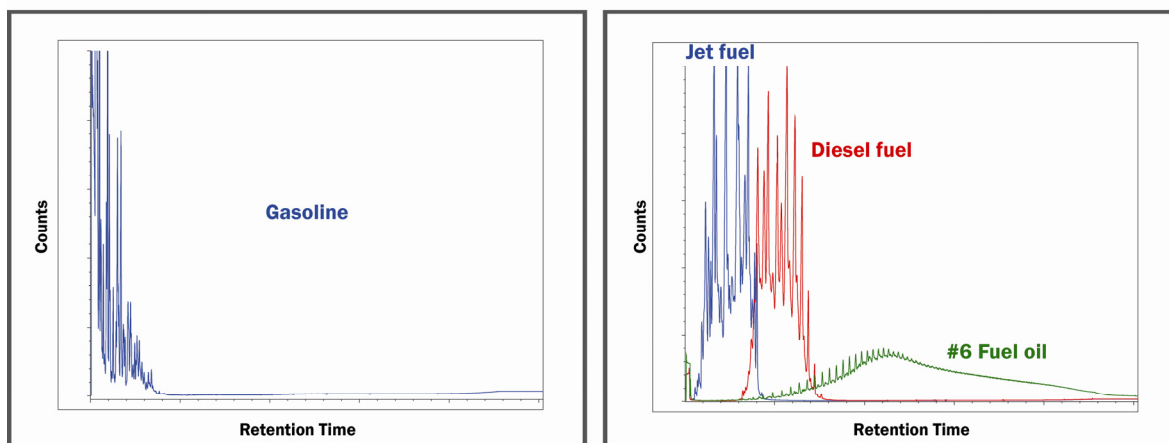 Gasoline
Counts
Retention Time
Jet fuel
Diesel fuel
#6 Fuel oil
Counts
Retention Time